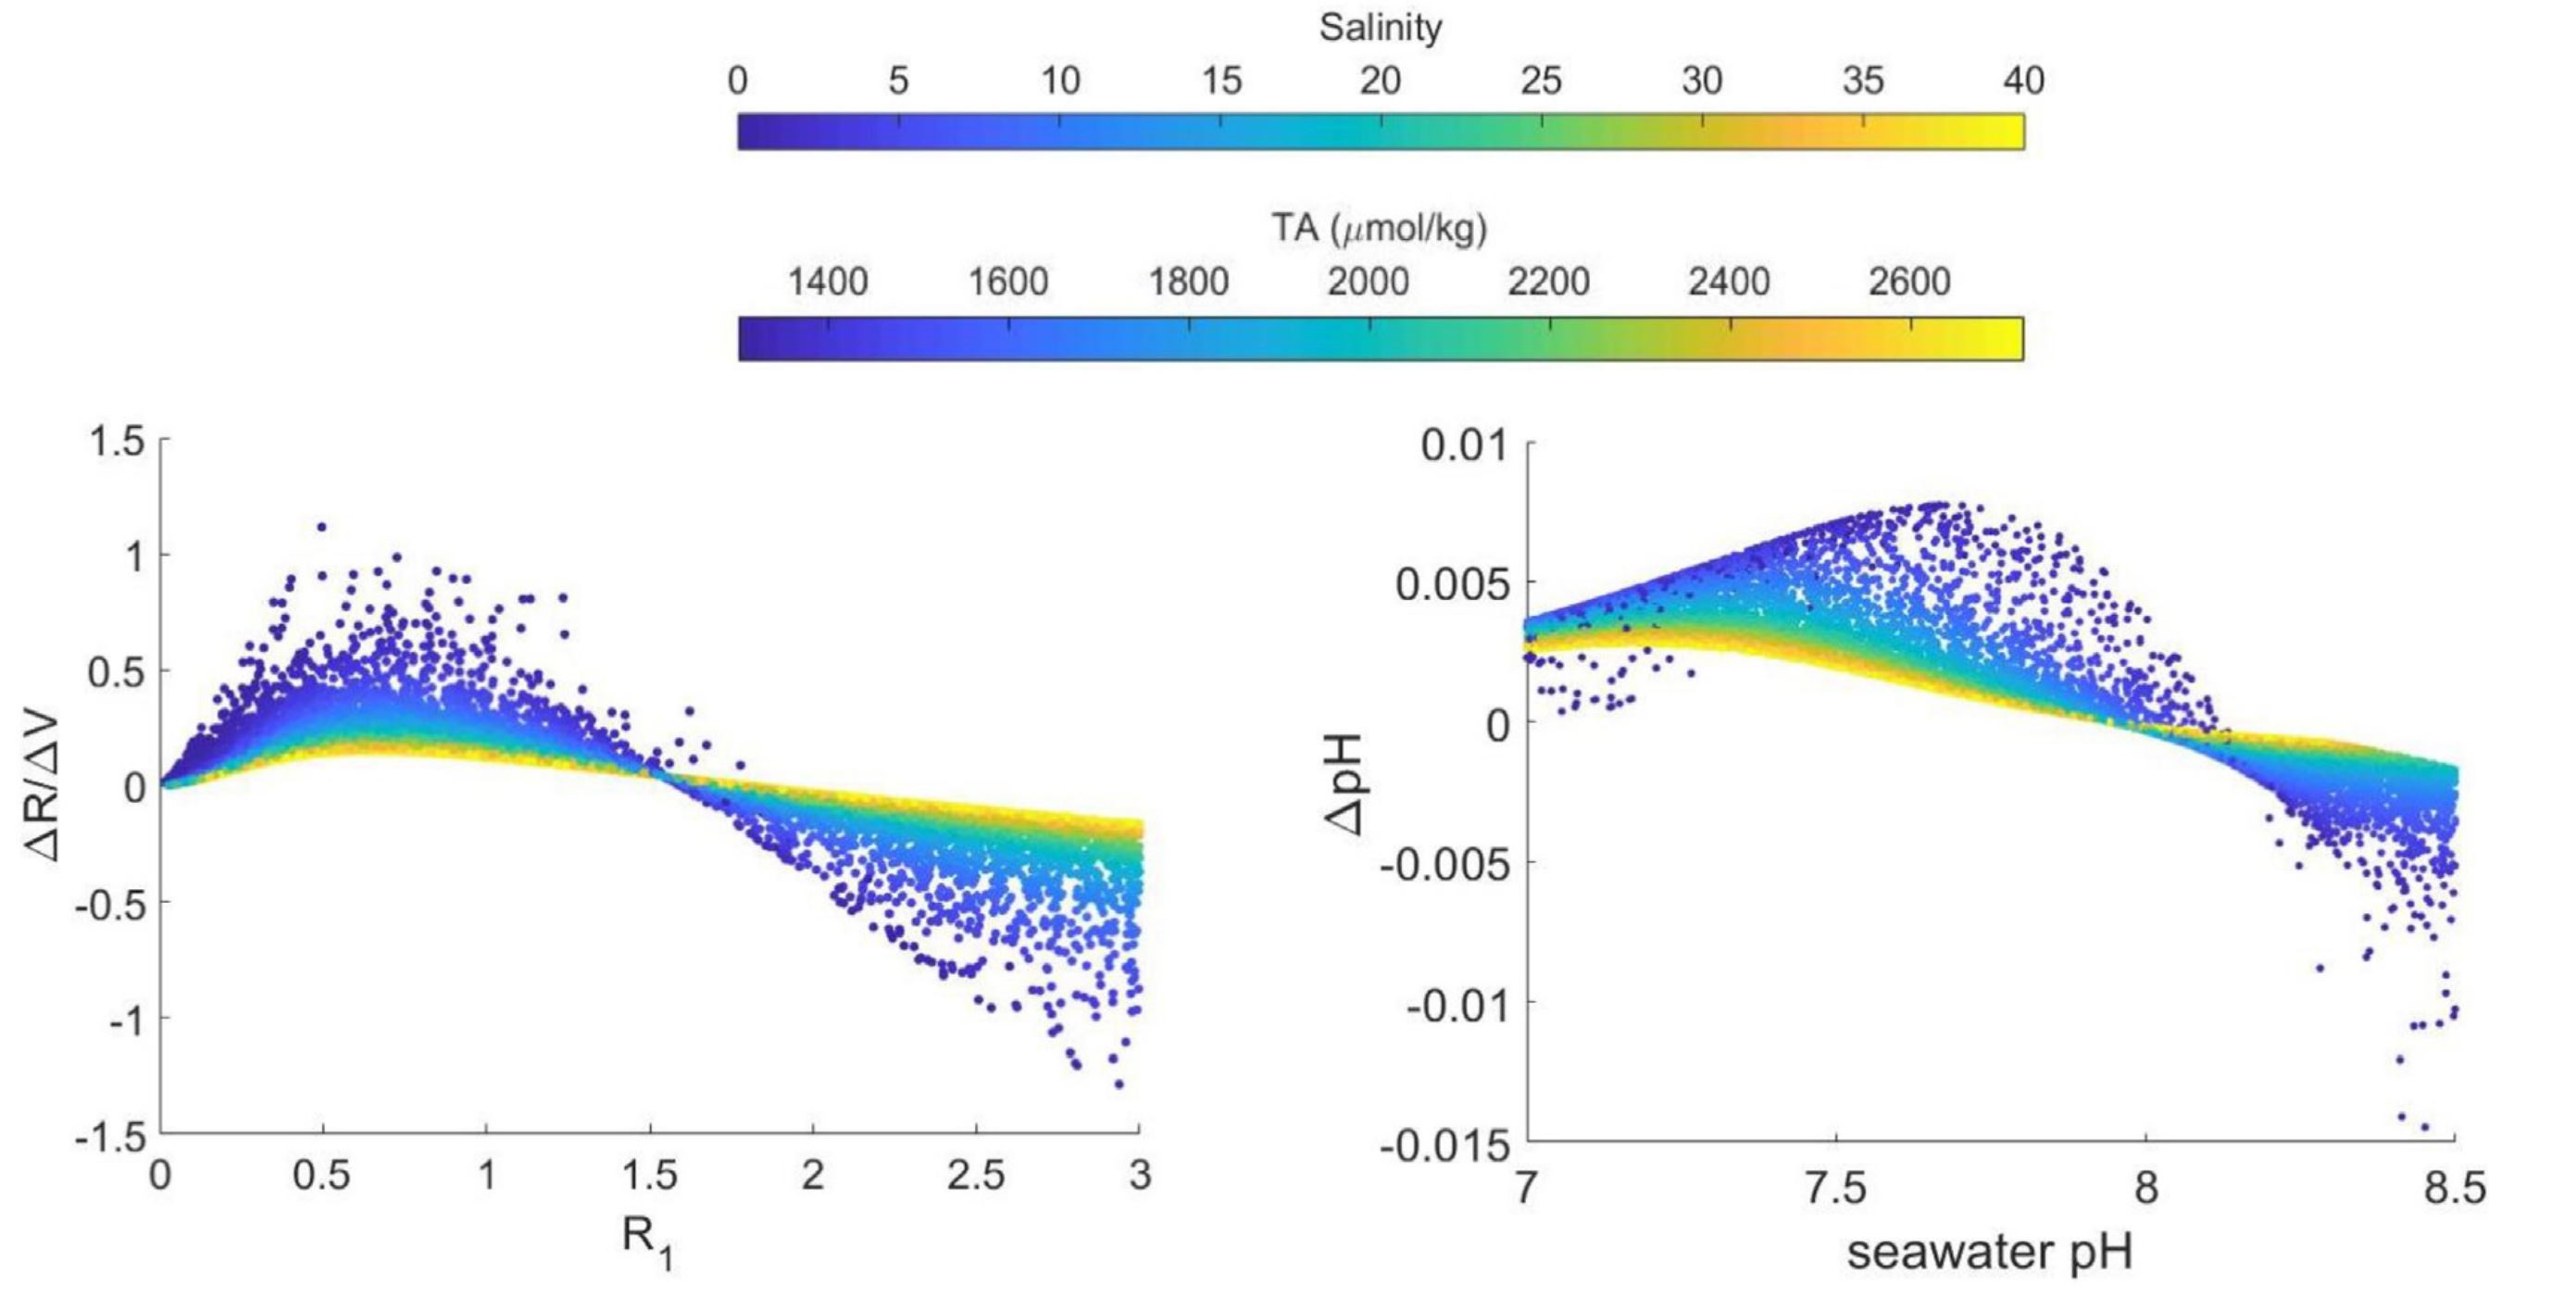 Salinity
0 5 10 15 20 25 30 35 40
TA (μmol/kg)
1400 1600 1800 2000 2200 2400 2600
1.5
1
0.5
0
-0.5
-1
-1.5
ΔR/ΔV
0 0.5 1 1.5 2 2.5 3
R1
0.01
0.005
0
-0.005
-0.01
-0.015
ΔpH
7 7.5 8 8.5
seawater pH